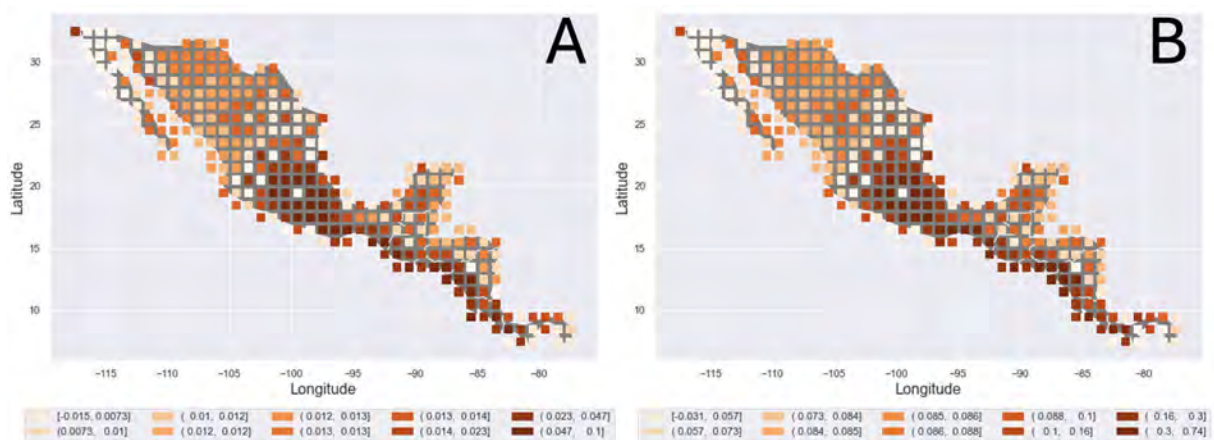 A
B
Latitude
30
25
20
15
10
−115 −110 −105 −100 −95 −90 −85 −80
Longitude
[-0.015, 0.0073] ( 0.01, 0.012] ( 0.012, 0.013] ( 0.013, 0.014] ( 0.023, 0.047]
(0.0073, 0.01] ( 0.012, 0.012] ( 0.013, 0.013] ( 0.014, 0.023] ( 0.047, 0.1]
Latitude
30
25
20
15
10
−115 −110 −105 −100 −95 −90 −85 −80
Longitude
[-0.031, 0.057] ( 0.073, 0.084] ( 0.085, 0.086] ( 0.088, 0.1] ( 0.16, 0.3]
( 0.057, 0.073] ( 0.084, 0.085] ( 0.086, 0.088] ( 0.1, 0.16] ( 0.3, 0.74]